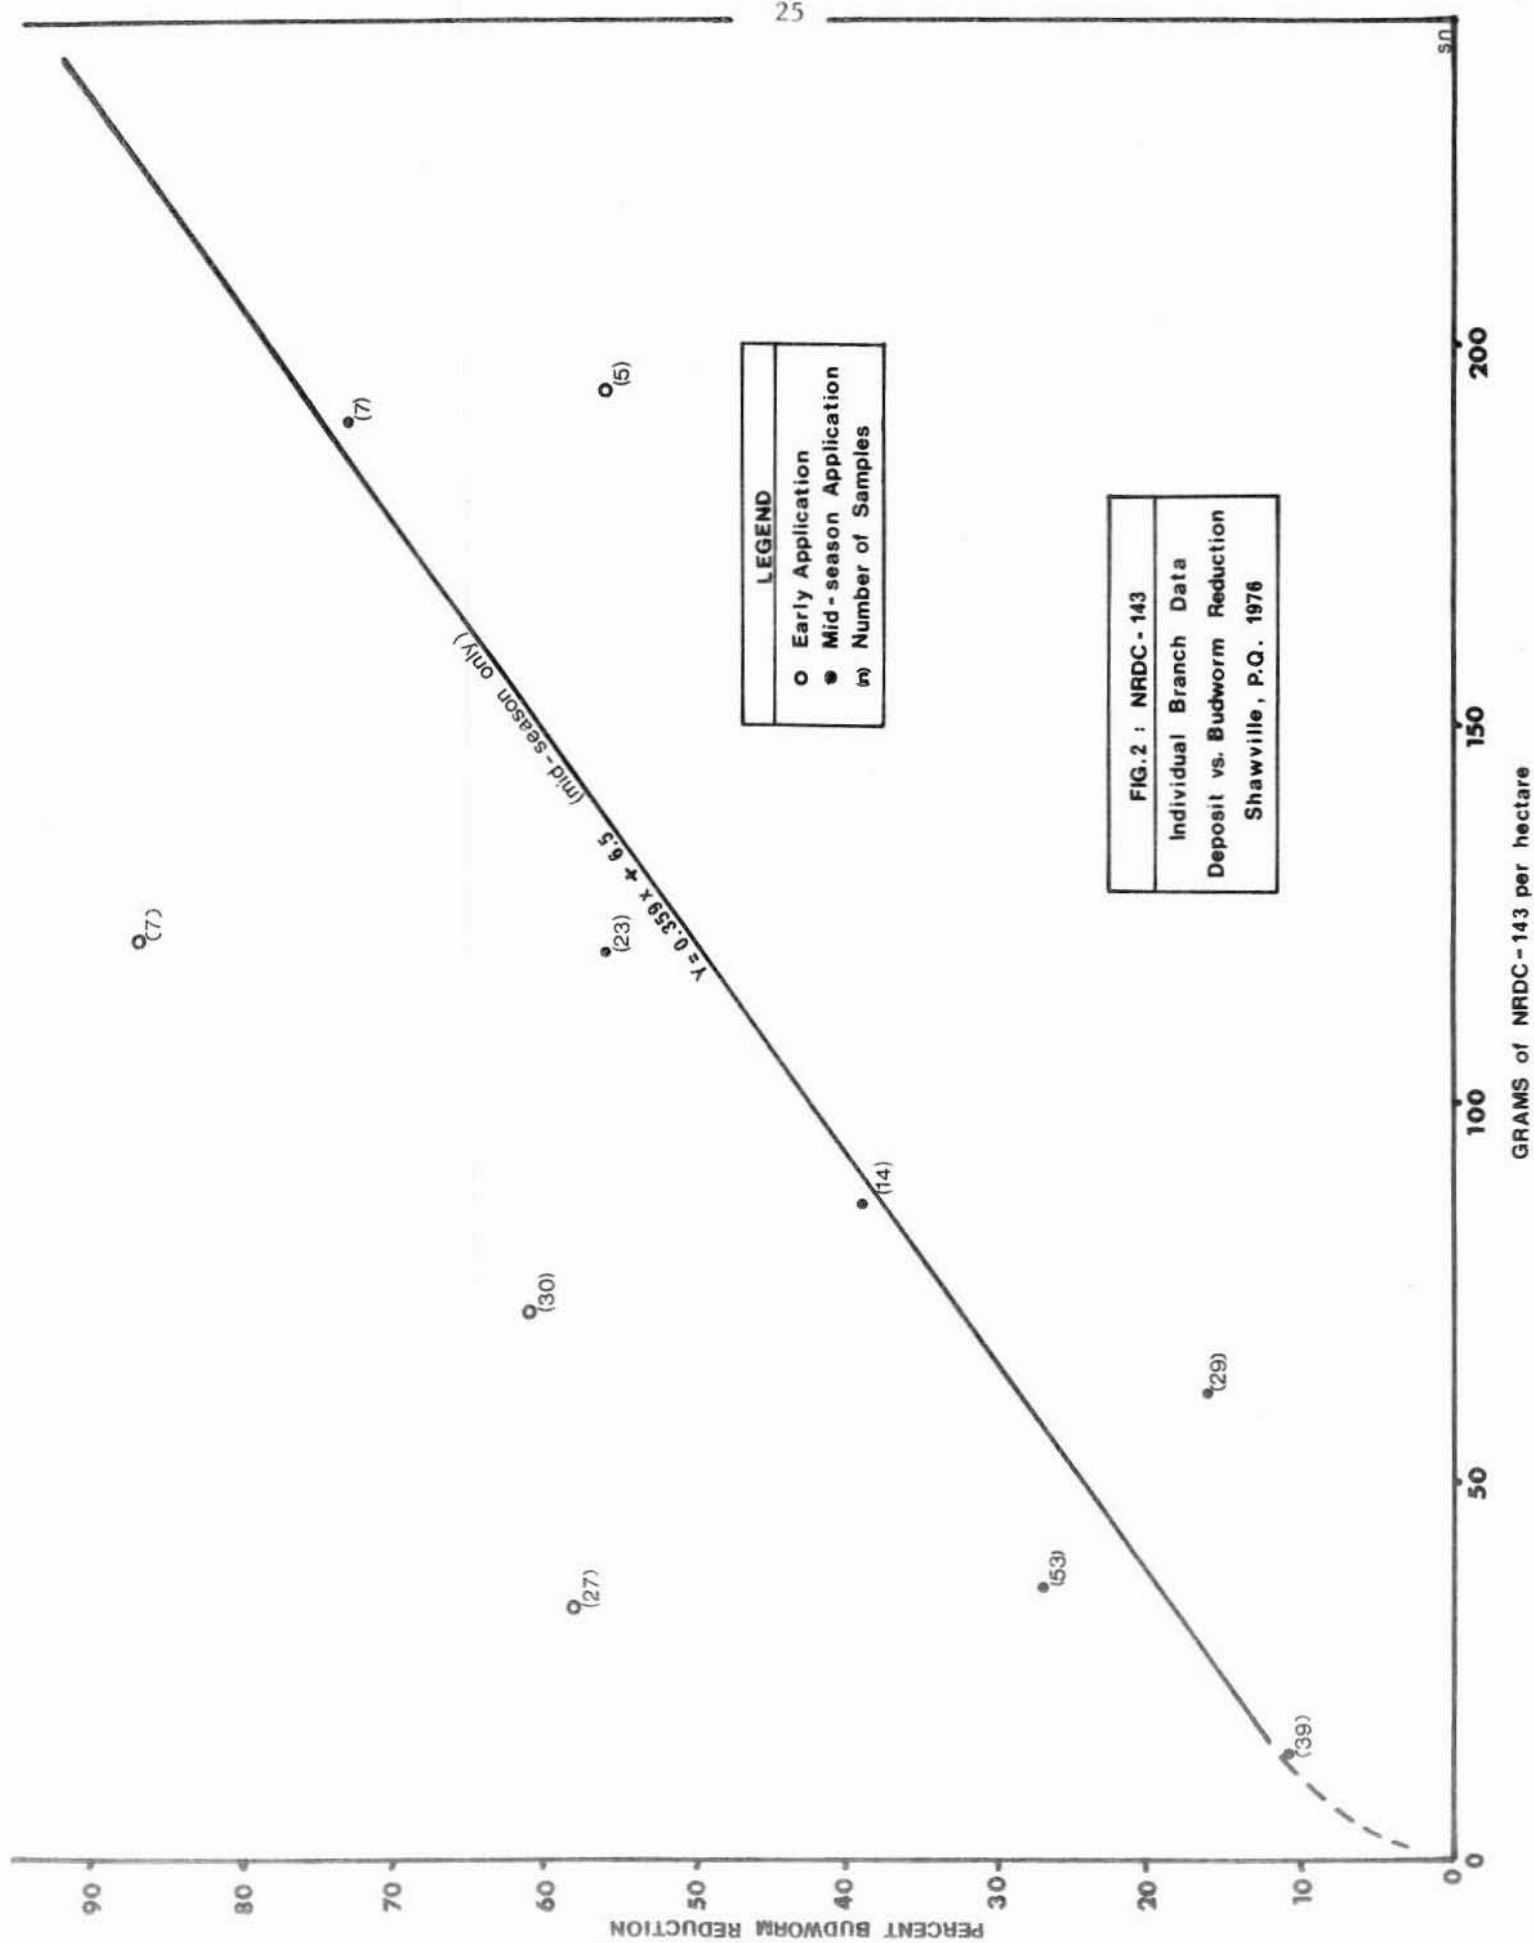 25
PERCENT BUDWORM REDUCTION
90
80
70
60
50
40
30
20
10
0
(7)
(30)
(27)
(23)
(14)
(53)
(29)
(39)
(7)
(5)
Y = 0.359x + 6.5 (mid-season only)
LEGEND
Early Application
Mid-season Application
(n) Number of Samples
FIG.2 : NRDC-143
Individual Branch Data
Deposit vs. Budworm Reduction
Shawville, P.Q. 1976
0
50
100
150
200
GRAMS of NRDC-143 per hectare